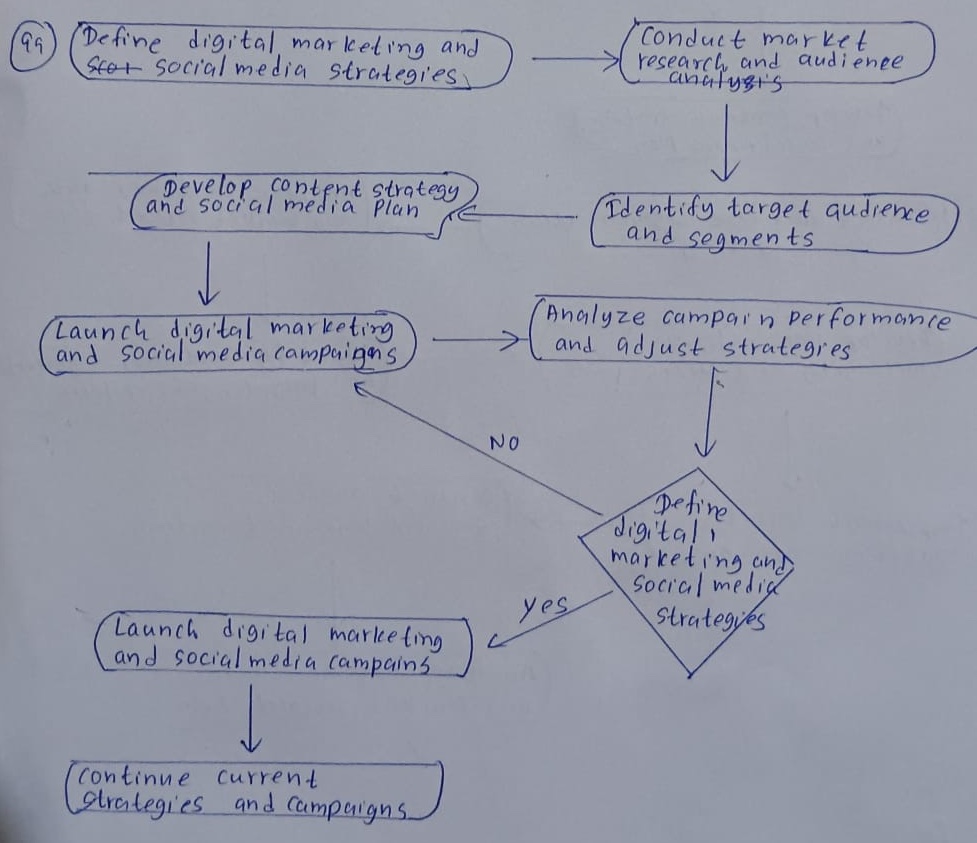 99
Define digital marketing and
social media strategies
Conduct market
research and audience
analysis
Identify target audience
and segments
Develop content strategy
and social media plan
Launch digital marketing
and social media campaigns
Analyze campain performance
and adjust strategies
NO
Define
digital
marketing and
social media
strategies
yes
Launch digital marketing
and social media campains
continue current
strategies and campaigns